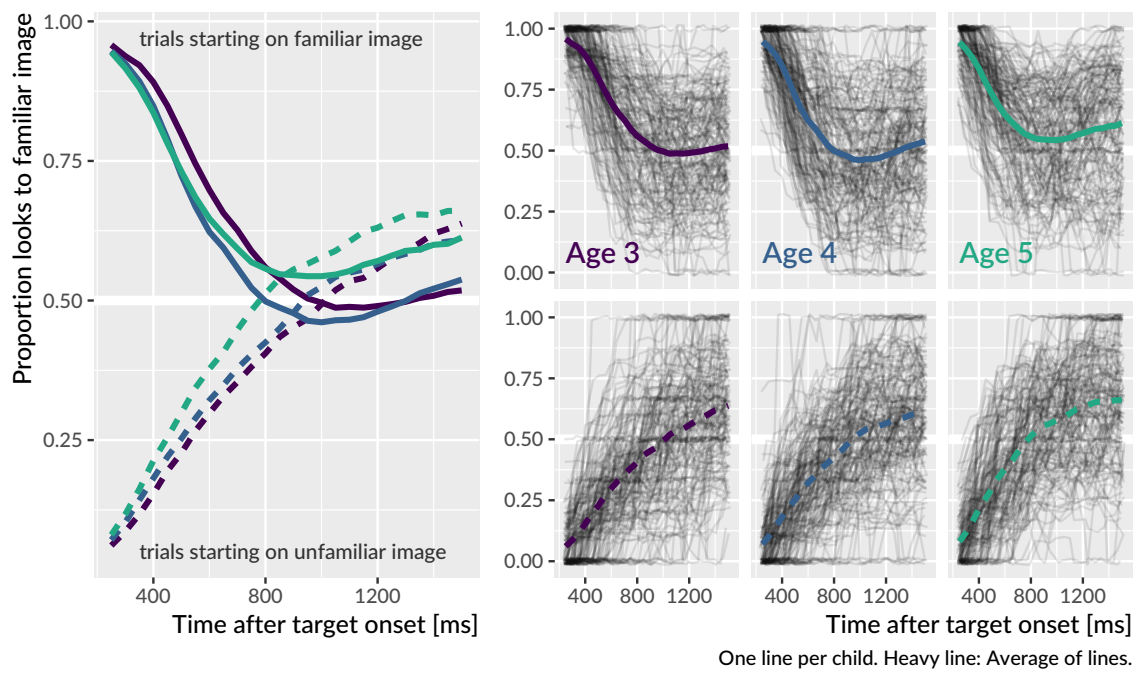 Proportion looks to familiar image
1.00
0.75
0.50
0.25
trials starting on familiar image
trials starting on unfamiliar image
400 800 1200
Time after target onset [ms]
1.00
0.75
0.50
0.25
0.00
Age 3 Age 4 Age 5
1.00
0.75
0.50
0.25
0.00
400 800 1200 400 800 1200 400 800 1200
Time after target onset [ms]
One line per child. Heavy line: Average of lines.